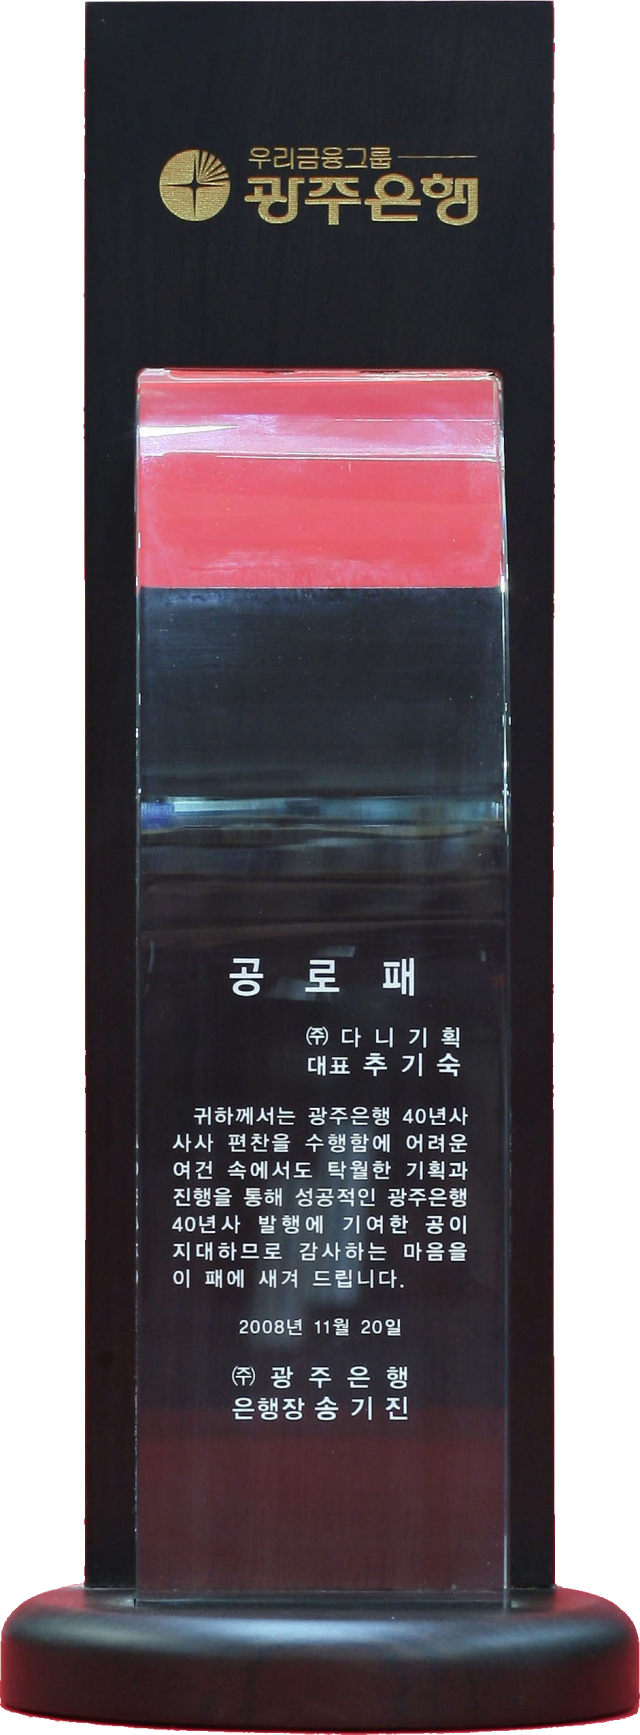 우리금융그룹
광주은행
공 로 패
㈜ 다 니 기 획
대표 추 기 숙
귀하께서는 광주은행 40년사
사사 편찬을 수행함에 어려운
여건 속에서도 탁월한 기획과
진행을 통해 성공적인 광주은행
40년사 발행에 기여한 공이
지대하므로 감사하는 마음을
이 패에 새겨 드립니다.
2008년 11월 20일
㈜ 광 주 은 행
은행장 송 기 진